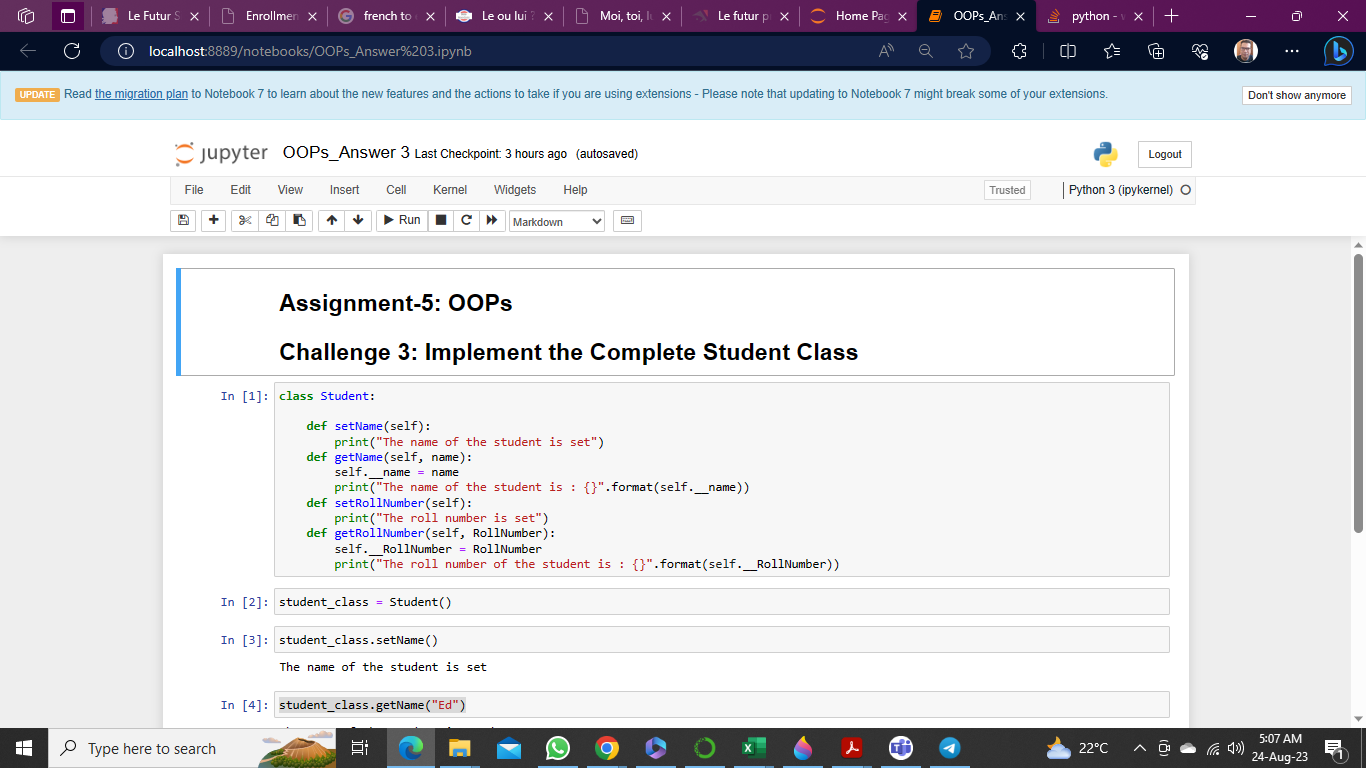 Le Futur S
Enrollmen
french to
Le ou lui ?
Moi, toi, l
Le futur p
Home Pag
OOPs_Ans
python -
localhost:8889/notebooks/OOPs_Answer%203.ipynb
UPDATE Read the migration plan to Notebook 7 to learn about the new features and the actions to take if you are using extensions - Please note that updating to Notebook 7 might break some of your extensions.
Don't show anymore
jupyter OOPs_Answer 3 Last Checkpoint: 3 hours ago (autosaved)
Logout
File Edit View Insert Cell Kernel Widgets Help
Trusted
Python 3 (ipykernel)
Run
Markdown
Assignment-5: OOPs
Challenge 3: Implement the Complete Student Class
In [1]: class Student:
def setName(self):
print("The name of the student is set")
def getName(self, name):
self.__name = name
print("The name of the student is : {}".format(self.__name))
def setRollNumber(self):
print("The roll number is set")
def getRollNumber(self, RollNumber):
self.__RollNumber = RollNumber
print("The roll number of the student is : {}".format(self.__RollNumber))
In [2]: student_class = Student()
In [3]: student_class.setName()
The name of the student is set
In [4]: student_class.getName("Ed")
Type here to search
22°C
5:07 AM
24-Aug-23
1